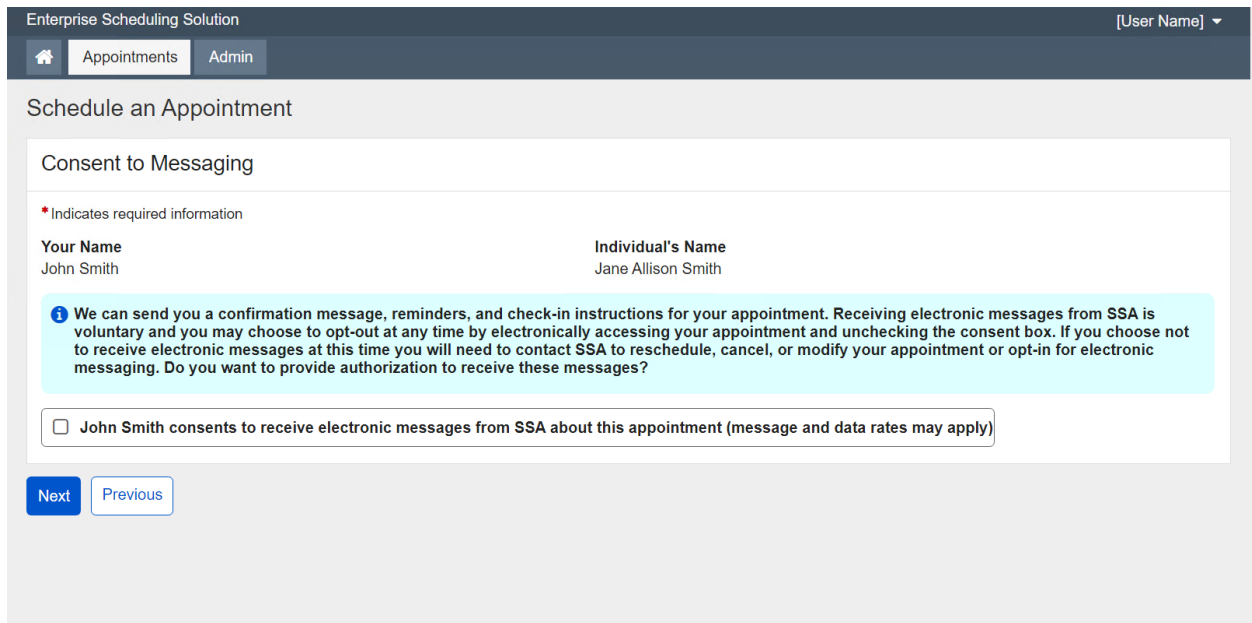 Enterprise Scheduling Solution
[User Name]
Appointments
Admin
Schedule an Appointment
Consent to Messaging
*Indicates required information
Your Name
Individual's Name
John Smith
Jane Allison Smith
We can send you a confirmation message, reminders, and check-in instructions for your appointment. Receiving electronic messages from SSA is
voluntary and you may choose to opt-out at any time by electronically accessing your appointment and unchecking the consent box. If you choose not
to receive electronic messages at this time you will need to contact SSA to reschedule, cancel, or modify your appointment or opt-in for electronic
messaging. Do you want to provide authorization to receive these messages?
John Smith consents to receive electronic messages from SSA about this appointment (message and data rates may apply)
Next
Previous